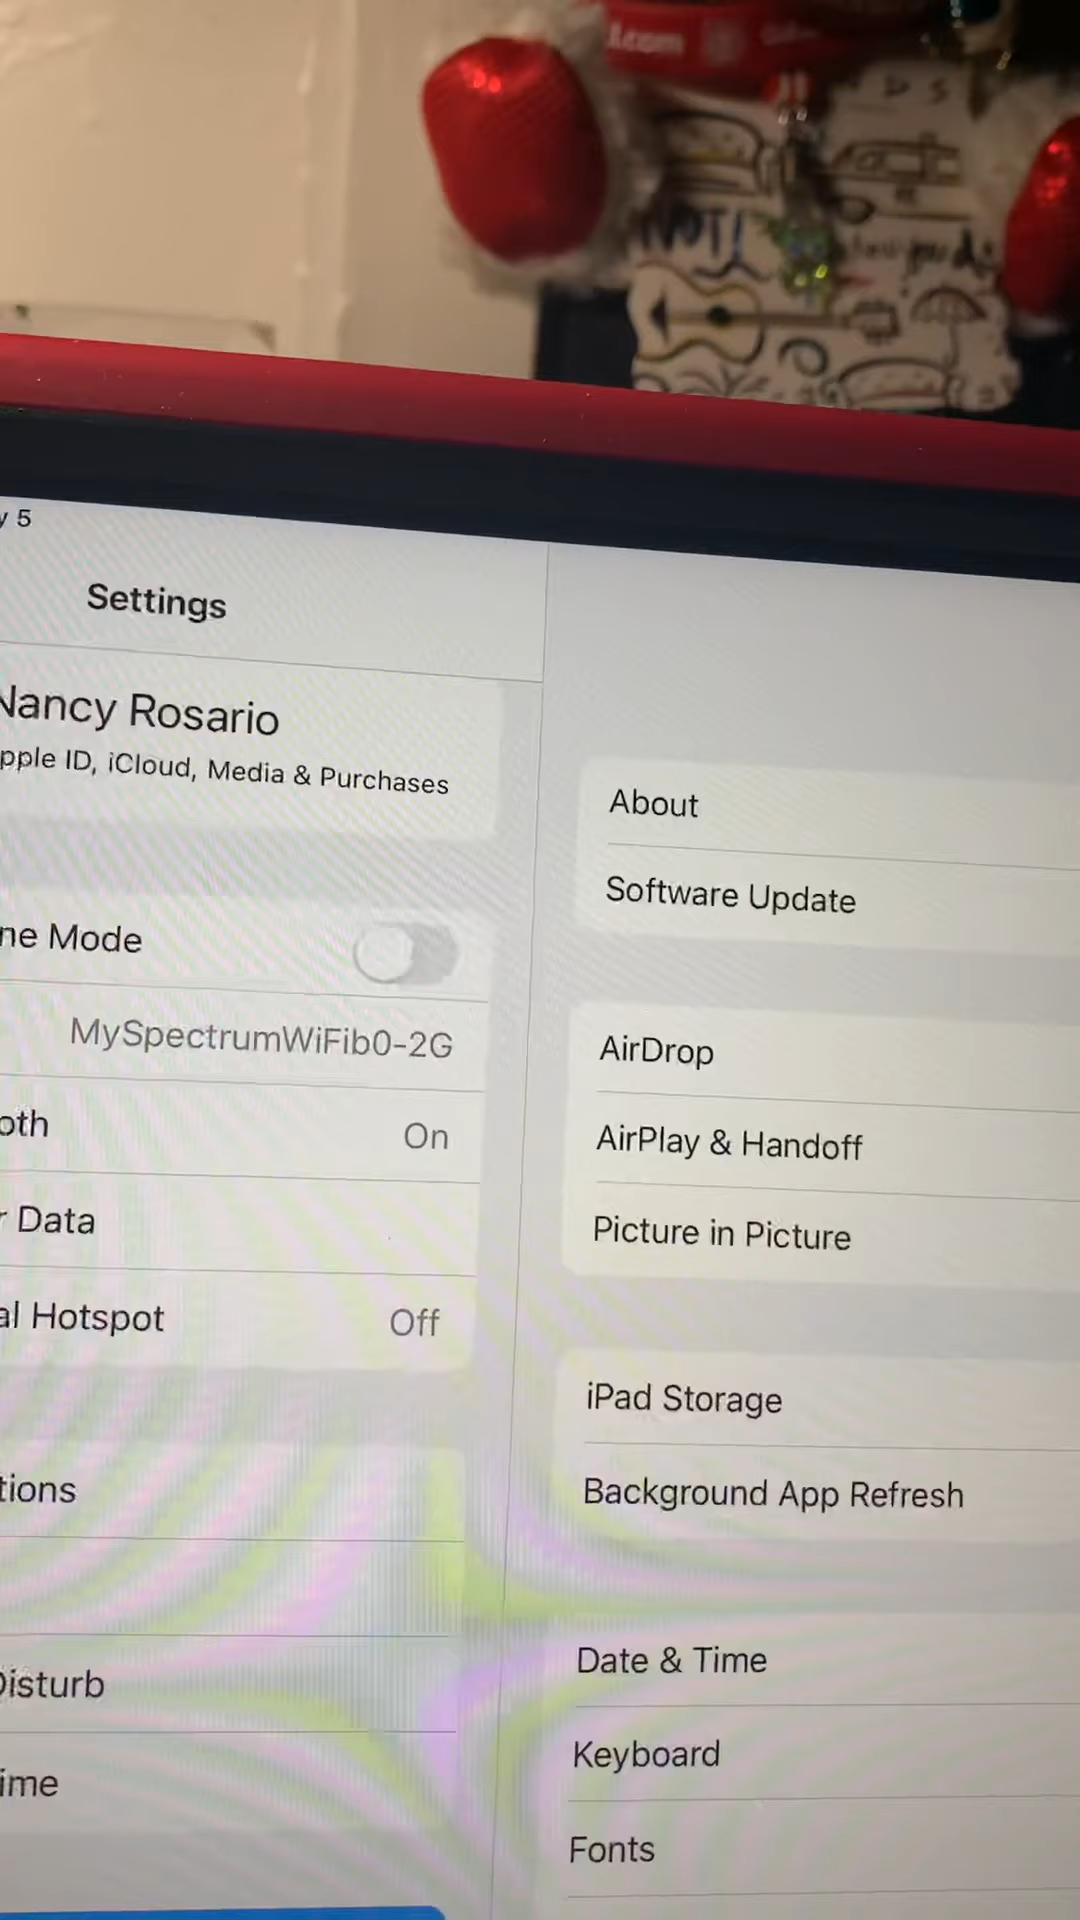 y 5
Settings
Nancy Rosario
pple ID, iCloud, Media & Purchases
ne Mode
MySpectrumWiFib0-2G
oth
On
r Data
al Hotspot
Off
tions
Disturb
ime
About
Software Update
AirDrop
AirPlay & Handoff
Picture in Picture
iPad Storage
Background App Refresh
Date & Time
Keyboard
Fonts